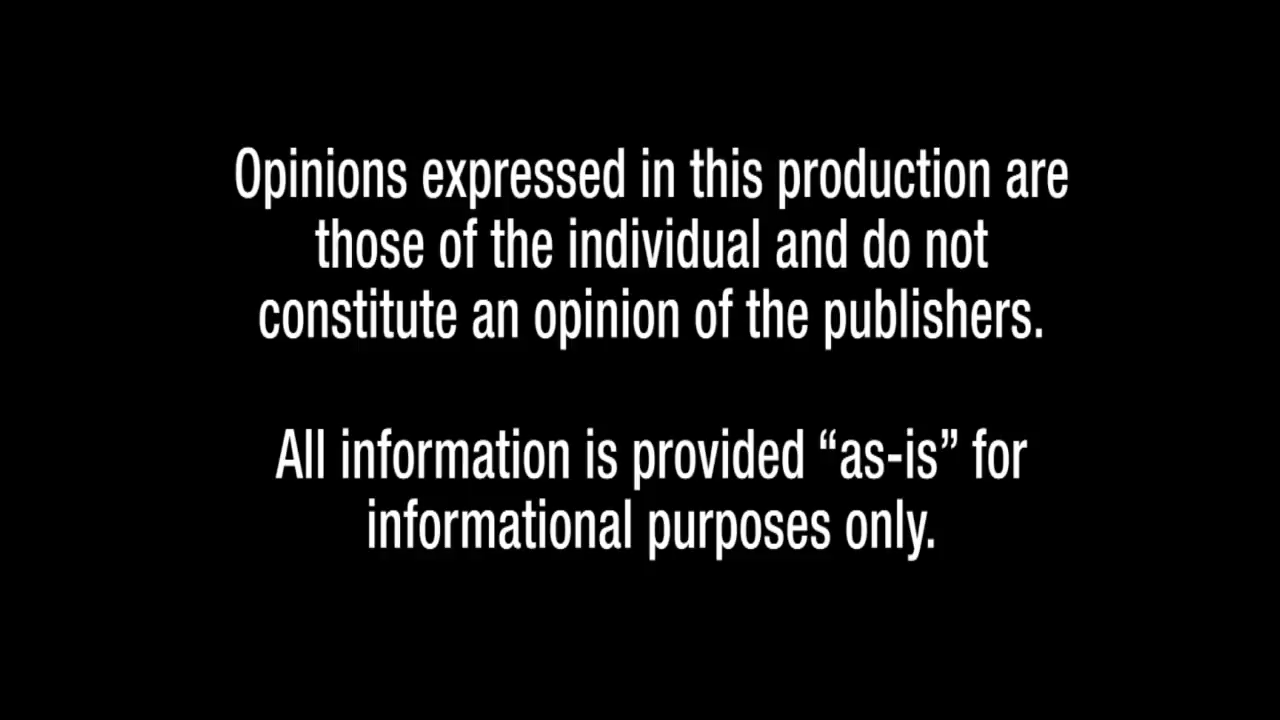 Opinions expressed in this production are
those of the individual and do not
constitute an opinion of the publishers.
All information is provided “as-is” for
informational purposes only.